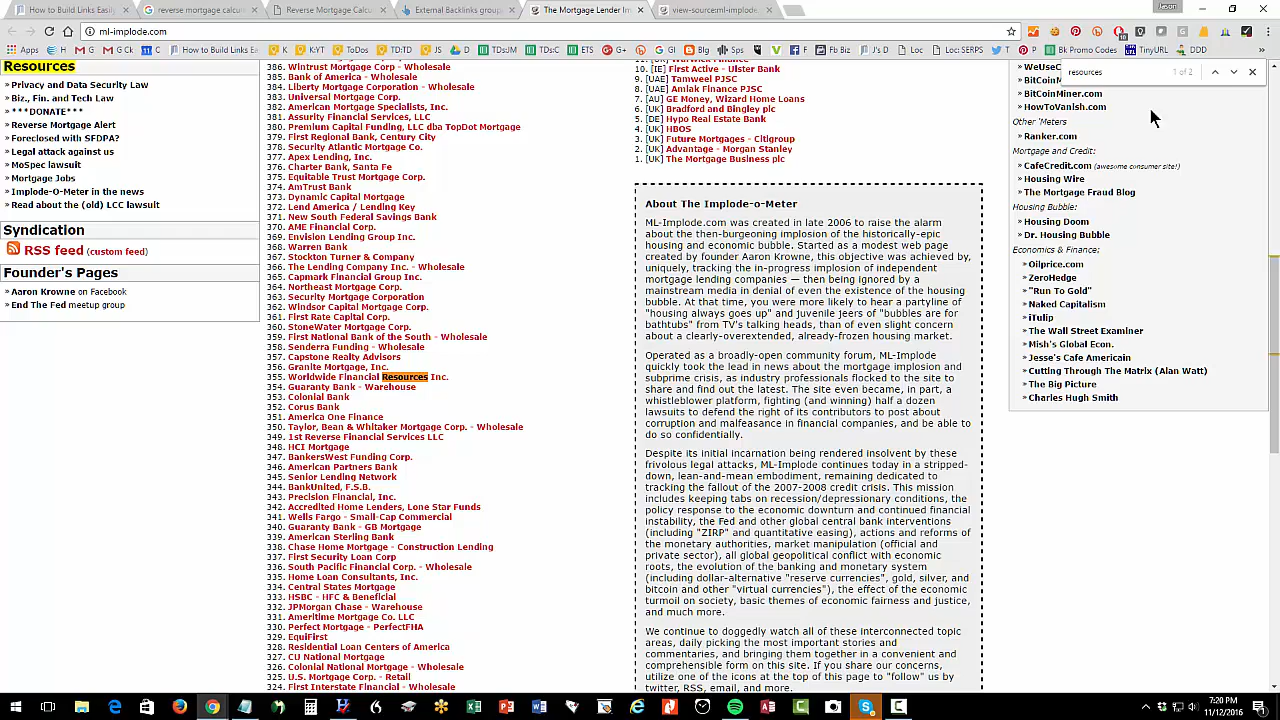 How to Build Links Easily
reverse mortgage calcu
Reverse Mortgage Calcul
External Backlinks group
The Mortgage Lender Im
view-source:ml-implode
Jason
ml-implode.com
Apps
G M
G Ck
C
How to Build Links Ea
K
ToDos
TD:TD
JS
TDsJM
TDsC
ETS
G+
GI
Blg
Sps
F
Fb
Bae
J's
D
Loc
Loc: SERPS
T
P
Bk Promo Codes
TinyURL
DDD
resources
1 of 2
Resources
» Privacy and Data Security Law
» Biz., Fin. and Tech Law
» ***DONATE***
» Reverse Mortgage Alert
» Foreclosed with SFDPA?
» Legal attack against us
» MoSpec lawsuit
» Mortgage Jobs
» Implode-O-Meter in the news
» Read about the (old) LCC lawsuit
Syndication
RSS feed (custom feed)
Founder's Pages
» Aaron Krowne on Facebook
» End The Fed meetup group
386. Wintrust Mortgage Corp - Wholesale
385. Bank of America - Wholesale
384. Liberty Mortgage Corporation - Wholesale
383. Universal Mortgage Corp.
382. American Mortgage Specialists, Inc.
381. Assurity Financial Services, LLC
380. Premium Capital Funding, LLC dba TopDot Mortgage
379. First Regional Bank, Century City
378. Security Atlantic Mortgage Co.
377. Apex Lending, Inc.
376. Charter Bank, Santa Fe
375. Equitable Trust Mortgage Corp.
374. AmTrust Bank
373. Dynamic Capital Mortgage
372. Lend America / Lending Key
371. New South Federal Savings Bank
370. AME Financial Corp.
369. Envision Lending Group Inc.
368. Warren Bank
367. Stockton Turner & Company
366. The Lending Company Inc. - Wholesale
365. Capmark Financial Group Inc.
364. Northeast Mortgage Corp.
363. Security Mortgage Corporation
362. Windsor Capital Mortgage Corp.
361. First Rate Capital Corp.
360. StoneWater Mortgage Corp.
359. First National Bank of the South - Wholesale
358. Senderra Funding - Wholesale
357. Capstone Realty Advisors
356. Granite Mortgage, Inc.
355. Worldwide Financial Resources Inc.
354. Guaranty Bank - Warehouse
353. Colonial Bank
352. Corus Bank
351. America One Finance
350. Taylor, Bean & Whitaker Mortgage Corp. - Wholesale
349. 1st Reverse Financial Services LLC
348. HCI Mortgage
347. BankersWest Funding Corp.
346. American Partners Bank
345. Senior Lending Network
344. BankUnited, F.S.B.
343. Precision Financial, Inc.
342. Accredited Home Lenders, Lone Star Funds
341. Wells Fargo - Small-Cap Commercial
340. Guaranty Bank - GB Mortgage
339. American Sterling Bank
338. Chase Home Mortgage - Construction Lending
337. First Security Loan Corp
336. South Pacific Financial Corp. - Wholesale
335. Home Loan Consultants, Inc.
334. Central States Mortgage
333. HSBC - HFC & Beneficial
332. JPMorgan Chase - Warehouse
331. Ameritime Mortgage Co. LLC
330. Perfect Mortgage - PerfectFHA
329. EquiFirst
328. Residential Loan Centers of America
327. CU National Mortgage
326. Colonial National Mortgage - Wholesale
325. U.S. Mortgage Corp. - Retail
324. First Interstate Financial - Wholesale
10. [IE] First Active - Ulster Bank
9. [UAE] Tamweel PJSC
8. [UAE] Amlak Finance PJSC
7. [AU] GE Money, Wizard Home Loans
6. [UK] Bradford and Bingley plc
5. [DE] Hypo Real Estate Bank
4. [UK] HBOS
3. [UK] Future Mortgages - Citigroup
2. [UK] Advantage - Morgan Stanley
1. [UK] The Mortgage Business plc
About The Implode-o-Meter
ML-Implode.com was created in late 2006 to raise the alarm
about the then-burgeoning implosion of the historically-epic
housing and economic bubble. Started as a modest web page
created by founder Aaron Krowne, this objective was achieved by,
uniquely, tracking the in-progress implosion of independent
mortgage lending companies — then being ignored by a
mainstream media in denial of even the existence of the housing
bubble. At that time, you were more likely to hear a partyline of
"housing always goes up" and juvenile jeers of "bubbles are for
bathtubs" from TV's talking heads, than of even slight concern
about a clearly-overextended, already-frozen housing market.
Operated as a broadly-open community forum, ML-Implode
quickly took the lead in news about the mortgage implosion and
subprime crisis, as industry professionals flocked to the site to
share and find out the latest. The site even became, in part, a
whistleblower platform, fighting (and winning) half a dozen
lawsuits to defend the right of its contributors to post about
corruption and malfeasance in financial companies, and be able to
do so confidentially.
Despite its initial incarnation being rendered insolvent by these
frivolous legal attacks, ML-Implode continues today in a stripped-
down, lean-and-mean embodiment, remaining dedicated to
tracking the fallout of the 2007-2008 credit crisis. This mission
includes keeping tabs on recession/depressionary conditions, the
policy response to the economic downturn and continued financial
instability, the Fed and other global central bank interventions
(including "ZIRP" and quantitative easing), actions and reforms of
the monetary authorities, market manipulation (official and
private sector), all global geopolitical conflict with economic
roots, the evolution of the banking and monetary system
(including dollar-alternative "reserve currencies", gold, silver, and
bitcoin and other "virtual currencies"), the effect of the economic
turmoil on society, basic themes of economic fairness and justice,
and much more.
We continue to doggedly watch all of these interconnected topic
areas, daily picking the most important stories and
commentaries, and bringing them together in a convenient and
comprehensible form on this site. If you share our concerns,
utilize one of the icons at the top of this page to "follow" us by
twitter, RSS, email, and more.
» WeUseC
» BitCoinM
» BitCoinMiner.com
» HowToVanish.com
Other 'Meters
» Ranker.com
Mortgage and Credit:
» CafeCredit.com (awesome consumer site!)
» Housing Wire
» The Mortgage Fraud Blog
Housing Bubble:
» Housing Doom
» Dr. Housing Bubble
Economics & Finance:
» Oilprice.com
» ZeroHedge
» "Run To Gold"
» Naked Capitalism
» iTulip
» The Wall Street Examiner
» Mish's Global Econ.
» Jesse's Cafe Americain
» Cutting Through The Matrix (Alan Watt)
» The Big Picture
» Charles Hugh Smith
7:20 PM
11/12/2016